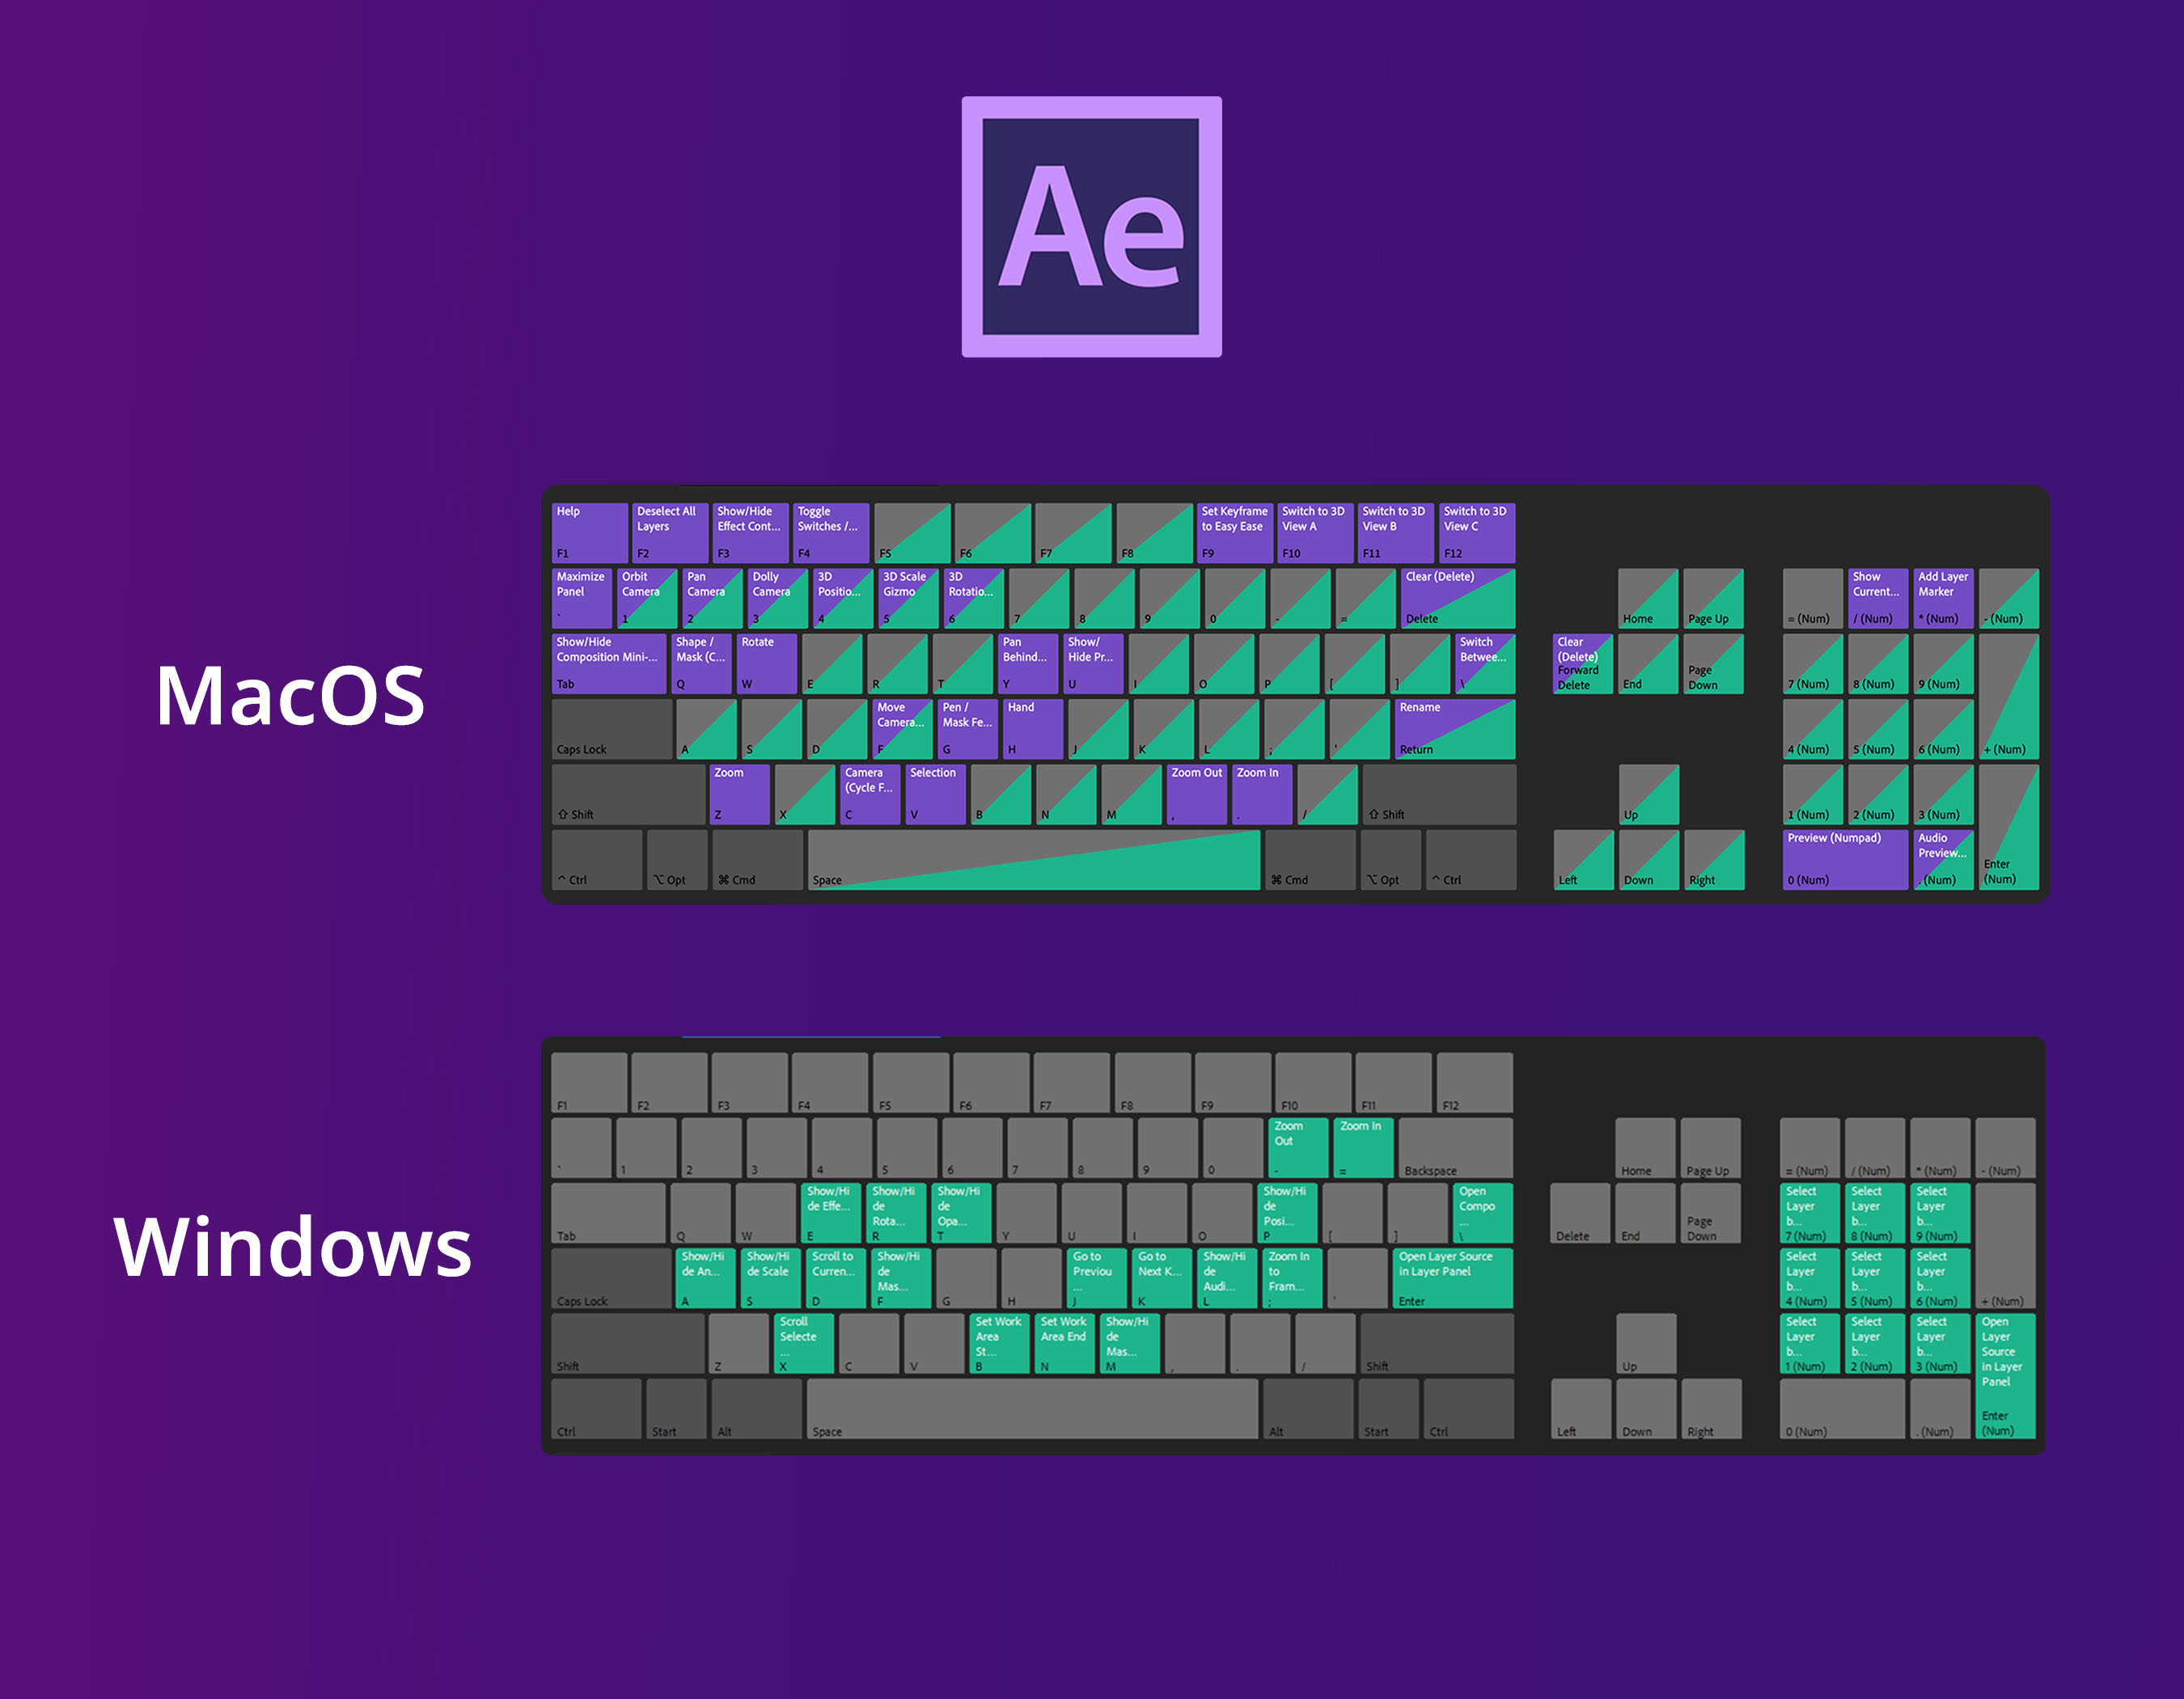 Ae
MacOS
Help
F1
Deselect All
Layers
F2
Show/Hide
Effect Cont...
F3
Toggle
Switches /...
F4
F5
F6
F7
F8
Set Keyframe
to Easy Ease
F9
Switch to 3D
View A
F10
Switch to 3D
View B
F11
Switch to 3D
View C
F12
Maximize
Panel
`
Orbit
Camera
1
Pan
Camera
2
Dolly
Camera
3
3D
Positio...
4
3D Scale
Gizmo
5
3D
Rotatio...
6
7
8
9
0
-
=
Clear (Delete)
Delete
Home
Page Up
= (Num)
Show
Current...
/ (Num)
Add Layer
Marker
* (Num)
- (Num)
Show/Hide
Composition Mini-...
Tab
Shape /
Mask (C...
Q
Rotate
W
E
R
T
Pan
Behind...
Y
Show/
Hide Pr...
U
I
O
P
[
]
Switch
Betwee...
\
Clear
(Delete)
Forward
Delete
End
Page
Down
7 (Num)
8 (Num)
9 (Num)
+ (Num)
Caps Lock
A
S
D
Move
Camera...
F
Pen /
Mask Fe...
G
Hand
H
J
K
L
;
'
Rename
Return
4 (Num)
5 (Num)
6 (Num)
⇧ Shift
Zoom
Z
X
Camera
(Cycle F...
C
Selection
V
B
N
M
Zoom Out
,
Zoom In
.
/
⇧ Shift
Up
1 (Num)
2 (Num)
3 (Num)
Enter
(Num)
^ Ctrl
⌥ Opt
⌘ Cmd
Space
⌘ Cmd
⌥ Opt
^ Ctrl
Left
Down
Right
Preview (Numpad)
0 (Num)
Audio
Preview...
. (Num)
Windows
F1
F2
F3
F4
F5
F6
F7
F8
F9
F10
F11
F12
`
1
2
3
4
5
6
7
8
9
0
Zoom
Out
-
Zoom In
=
Backspace
Home
Page Up
= (Num)
/ (Num)
* (Num)
- (Num)
Tab
Q
W
Show/Hi
de Effe...
E
Show/Hi
de
Rota...
R
Show/Hi
de
Opa...
T
Y
U
I
O
Show/Hi
de
Posi...
P
[
]
Open
Compo
...
\
Delete
End
Page
Down
Select
Layer
b...
7 (Num)
Select
Layer
b...
8 (Num)
Select
Layer
b...
9 (Num)
+ (Num)
Caps Lock
Show/Hi
de An...
A
Show/Hi
de Scale
S
Scroll to
Curren...
D
Show/Hi
de
Mas...
F
G
H
Go to
Previou
...
J
Go to
Next K...
K
Show/Hi
de
Audi...
L
Zoom In
to
Fram...
;
'
Open Layer Source
in Layer Panel
Enter
Select
Layer
b...
4 (Num)
Select
Layer
b...
5 (Num)
Select
Layer
b...
6 (Num)
Shift
Z
Scroll
Selecte
...
X
C
V
Set Work
Area
St...
B
Set Work
Area End
N
Show/Hi
de
Mas...
M
,
.
/
Shift
Up
Select
Layer
b...
1 (Num)
Select
Layer
b...
2 (Num)
Select
Layer
b...
3 (Num)
Open
Layer
Source
in Layer
Panel
Enter
(Num)
Ctrl
Start
Alt
Space
Alt
Start
Ctrl
Left
Down
Right
0 (Num)
. (Num)